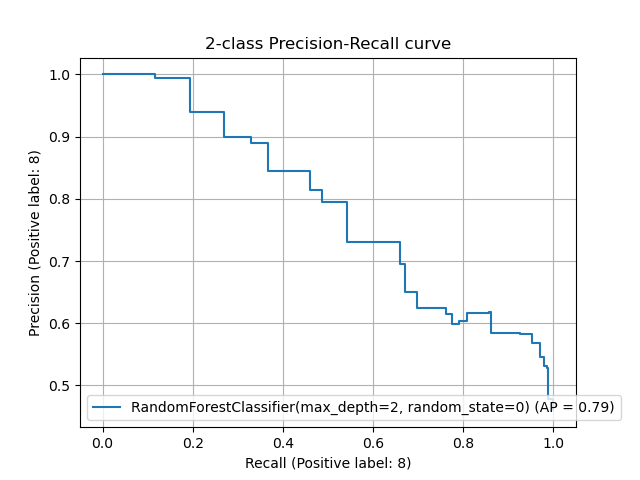 2-class Precision-Recall curve
Precision (Positive label: 8)
1.0
0.9
0.8
0.7
0.6
0.5
RandomForestClassifier(max_depth=2, random_state=0) (AP = 0.79)
0.0 0.2 0.4 0.6 0.8 1.0
Recall (Positive label: 8)